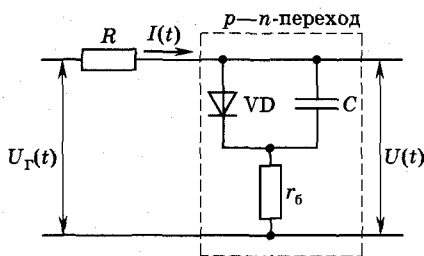 p—n-переход
R
I(t)
VD
C
U_Г(t)
U(t)
r_б